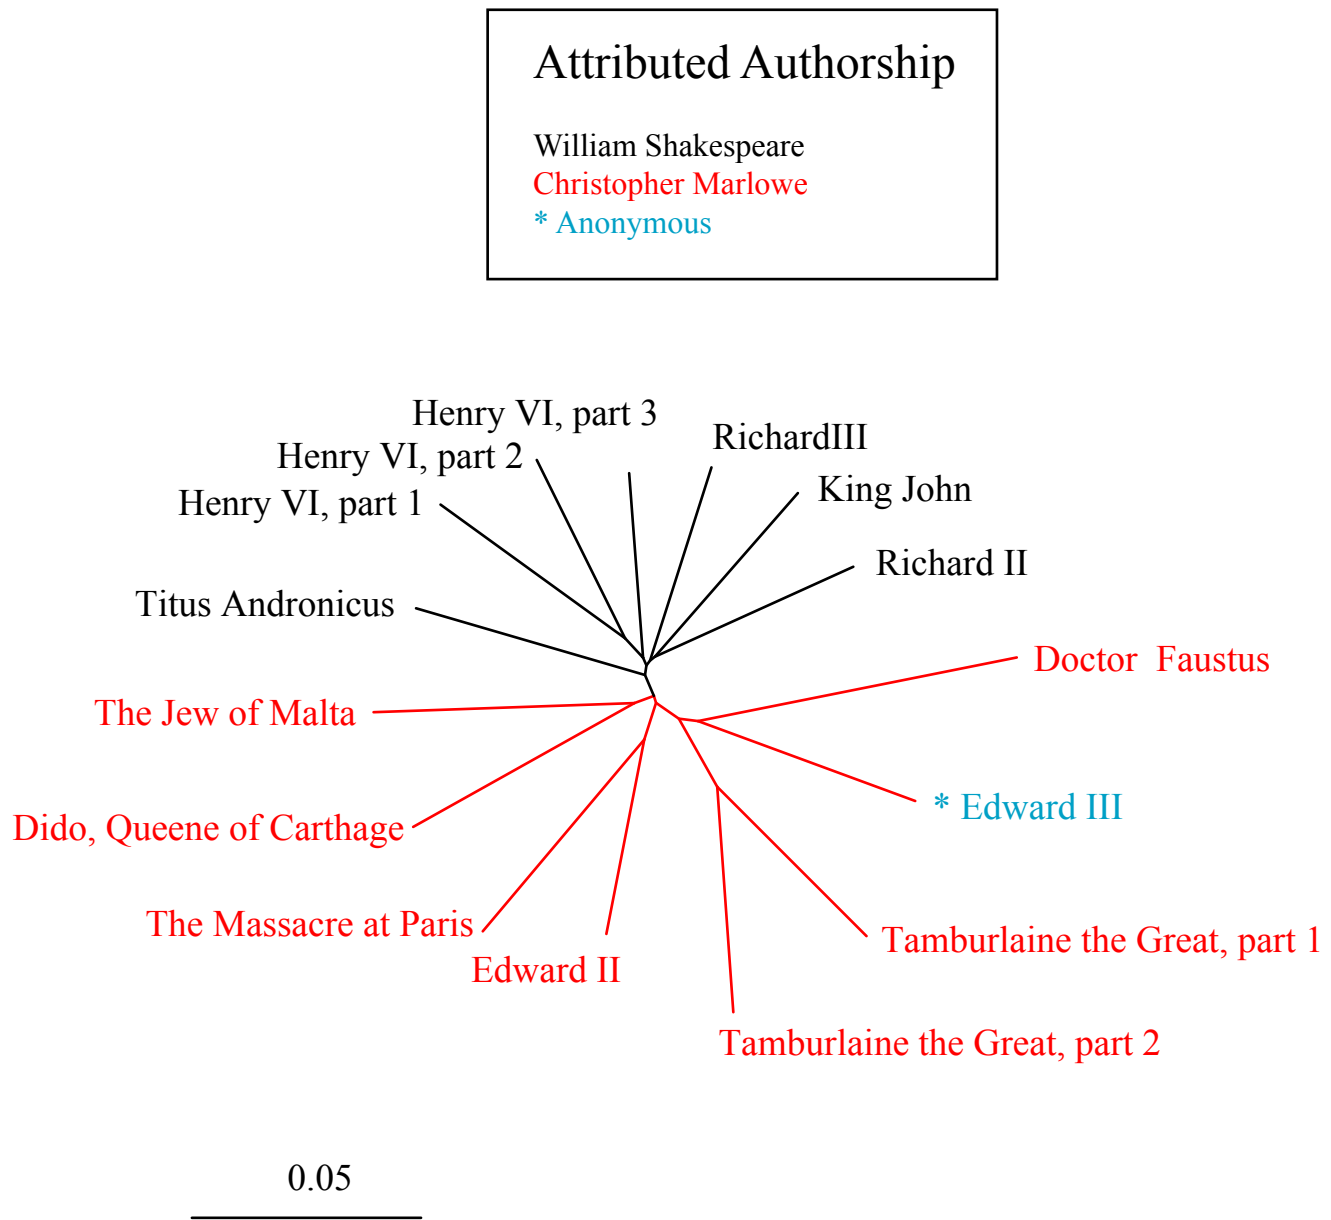 Attributed Authorship
William Shakespeare
Christopher Marlowe
* Anonymous
Henry VI, part 3
RichardIII
Henry VI, part 2
King John
Henry VI, part 1
Richard II
Titus Andronicus
Doctor Faustus
The Jew of Malta
* Edward III
Dido, Queene of Carthage
The Massacre at Paris
Tamburlaine the Great, part 1
Edward II
Tamburlaine the Great, part 2
0.05